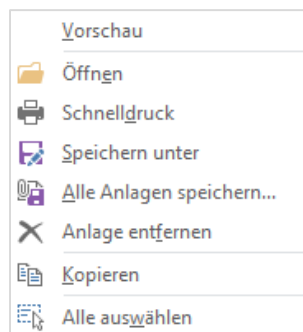 Vorschau
Öffnen
Schnelldruck
Speichern unter
Alle Anlagen speichern...
Anlage entfernen
Kopieren
Alle auswählen